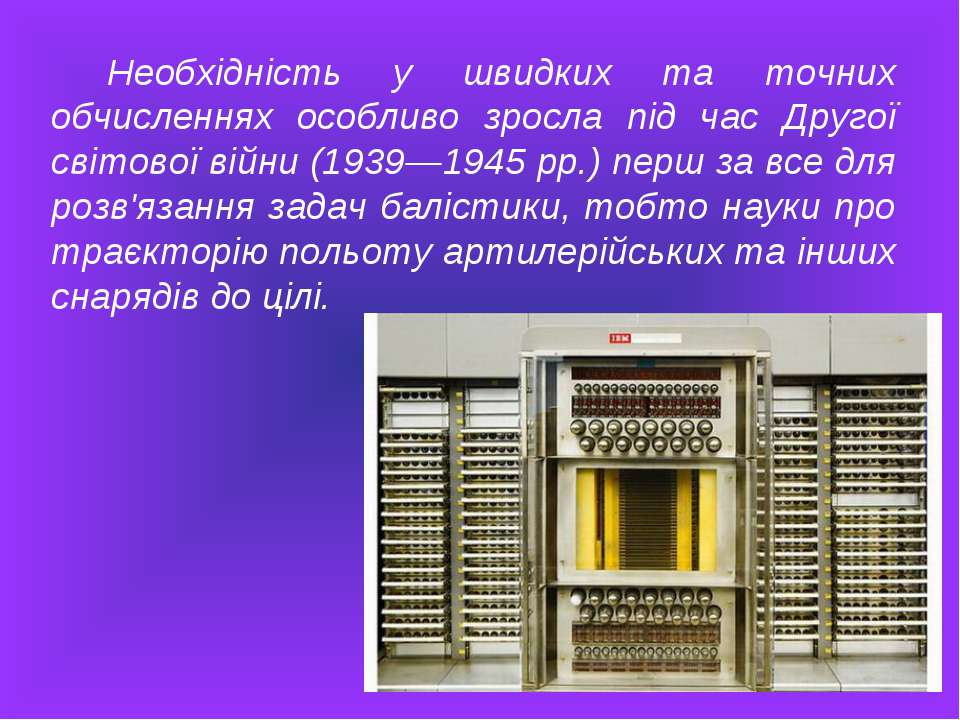 Необхідність у швидких та точних
обчисленнях особливо зросла під час Другої
світової війни (1939—1945 рр.) перш за все для
розв'язання задач балістики, тобто науки про
траєкторію польоту артилерійських та інших
снарядів до цілі.
IBM